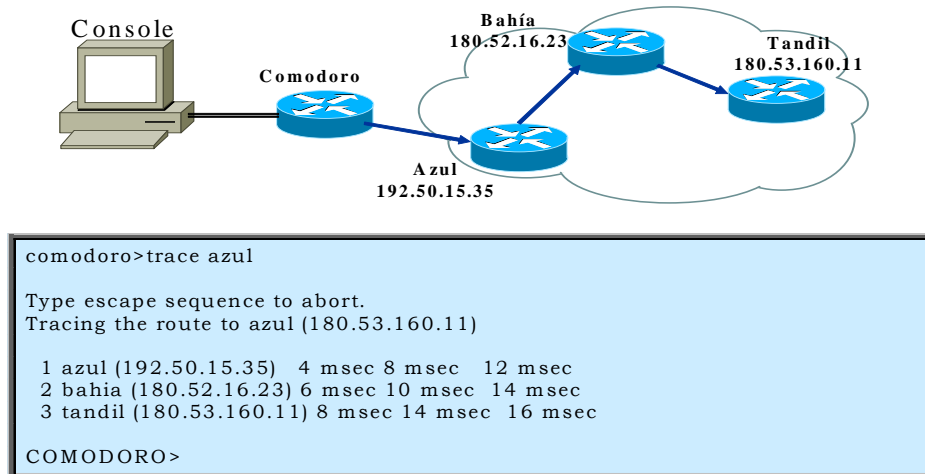 Console
Comodoro
Bahía
180.52.16.23
Tandil
180.53.160.11
Azul
192.50.15.35
comodoro>trace azul
Type escape sequence to abort.
Tracing the route to azul (180.53.160.11)
1 azul (192.50.15.35) 4 msec 8 msec 12 msec
2 bahia (180.52.16.23) 6 msec 10 msec 14 msec
3 tandil (180.53.160.11) 8 msec 14 msec 16 msec
COMODORO>